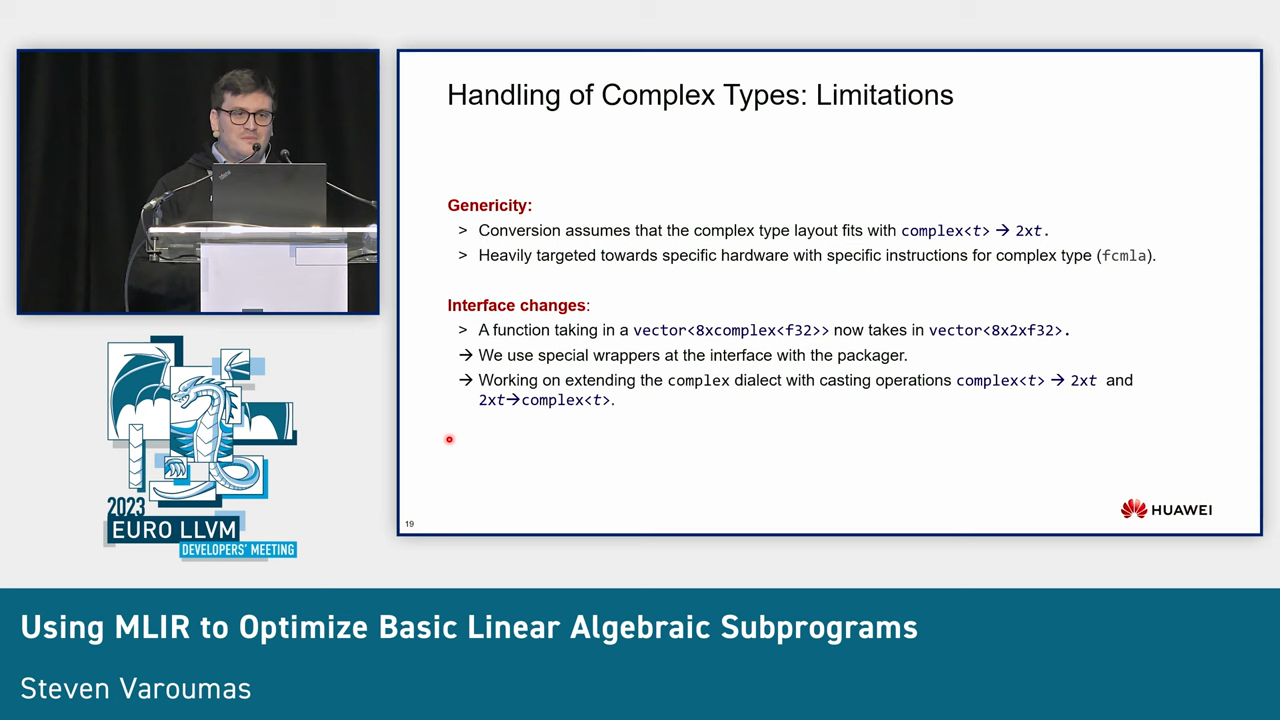 Handling of Complex Types: Limitations
Genericity:
> Conversion assumes that the complex type layout fits with complex<t> → 2xt.
> Heavily targeted towards specific hardware with specific instructions for complex type (fcmla).
Interface changes:
> A function taking in a vector<8xcomplex<f32>> now takes in vector<8x2xf32>.
→ We use special wrappers at the interface with the packager.
→ Working on extending the complex dialect with casting operations complex<t> → 2xt and
2xt→complex<t>.
19
HUAWEI
2023
EURO LLVM
DEVELOPERS' MEETING
Using MLIR to Optimize Basic Linear Algebraic Subprograms
Steven Varoumas